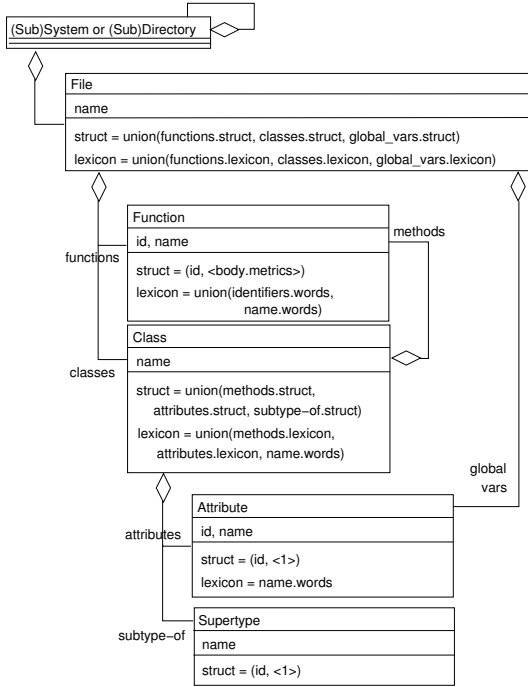 (Sub)System or (Sub)Directory
File
name
struct = union(functions.struct, classes.struct, global_vars.struct)
lexicon = union(functions.lexicon, classes.lexicon, global_vars.lexicon)
Function
methods
id, name
functions
struct = (id, <body.metrics>)
lexicon = union(identifiers.words,
name.words)
Class
name
classes
struct = union(methods.struct,
attributes.struct, subtype−of.struct)
lexicon = union(methods.lexicon,
attributes.lexicon, name.words)
global
vars
Attribute
attributes
id, name
struct = (id, <1>)
lexicon = name.words
Supertype
subtype−of
name
struct = (id, <1>)